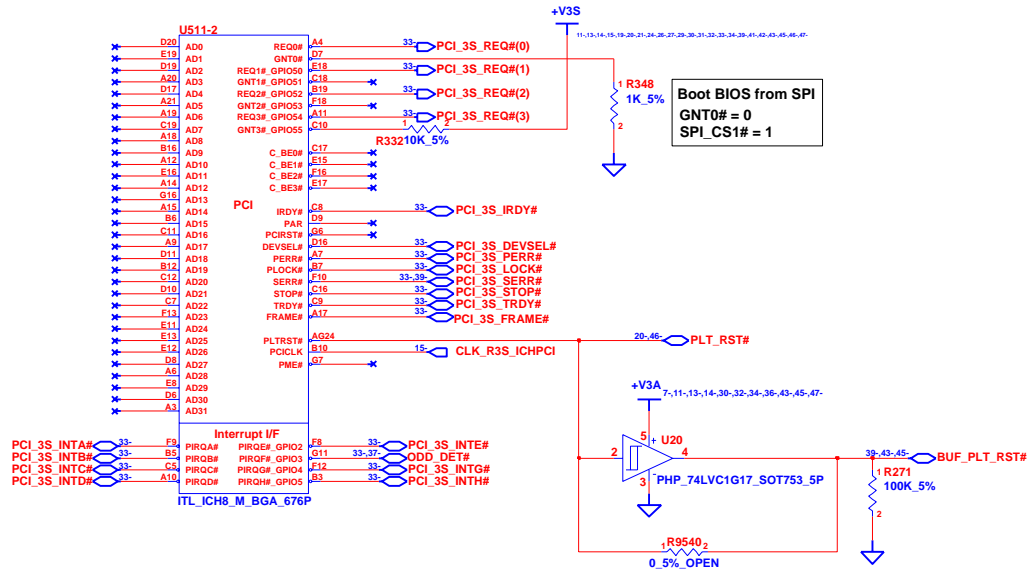 +V3S
11-,13-,14-,15-,19-,20-,21-,24-,26-,27-,29-,30-,31-,32-,33-,34-,39-,41-,42-,43-,45-,46-,47-
U511-2
D20 AD0 REQ0# A4 33- PCI_3S_REQ#(0)
E19 AD1 GNT0# D7
D19 AD2 REQ1#_GPIO50 E18 33- PCI_3S_REQ#(1)
A20 AD3 GNT1#_GPIO51 C18
D17 AD4 REQ2#_GPIO52 B19 33- PCI_3S_REQ#(2)
A21 AD5 GNT2#_GPIO53 F18
A19 AD6 REQ3#_GPIO54 A11 33- PCI_3S_REQ#(3)
C19 AD7 GNT3#_GPIO55 C10 1 2
R332 10K_5%
A18 AD8
B16 AD9 C_BE0# C17
A12 AD10 C_BE1# E15
E16 AD11 C_BE2# F16
A14 AD12 C_BE3# E17
G16 AD13
A15 AD14 IRDY# C8 33- PCI_3S_IRDY#
B6 AD15 PAR D9
C11 AD16 PCIRST# G6
A9 AD17 DEVSEL# D16 33- PCI_3S_DEVSEL#
D11 AD18 PERR# A7 33- PCI_3S_PERR#
B12 AD19 PLOCK# B7 33- PCI_3S_LOCK#
C12 AD20 SERR# F10 33-,39- PCI_3S_SERR#
D10 AD21 STOP# C16 33- PCI_3S_STOP#
C7 AD22 TRDY# C9 33- PCI_3S_TRDY#
F13 AD23 FRAME# A17 33- PCI_3S_FRAME#
E11 AD24
E13 AD25 PLTRST# AG24 20-,46- PLT_RST#
E12 AD26 PCICLK B10 15- CLK_R3S_ICHPCI
D8 AD27 PME# G7
A6 AD28
E8 AD29
D6 AD30
A3 AD31
PCI
Interrupt I/F
PCI_3S_INTA# 33- F9 PIRQA# PIRQE#_GPIO2 F8 33- PCI_3S_INTE#
PCI_3S_INTB# 33- B5 PIRQB# PIRQF#_GPIO3 G11 33-,37- ODD_DET#
PCI_3S_INTC# 33- C5 PIRQC# PIRQG#_GPIO4 F12 33- PCI_3S_INTG#
PCI_3S_INTD# 33- A10 PIRQD# PIRQH#_GPIO5 B3 33- PCI_3S_INTH#
ITL_ICH8_M_BGA_676P
1 R348
1K_5%
2
Boot BIOS from SPI
GNT0# = 0
SPI_CS1# = 1
+V3A
7-,11-,13-,14-,30-,32-,34-,36-,43-,45-,47-
5 + U20
2 4
- 3 PHP_74LVC1G17_SOT753_5P
39-,43-,45- BUF_PLT_RST#
1 R271
100K_5%
2
1 R9540 2
0_5%_OPEN